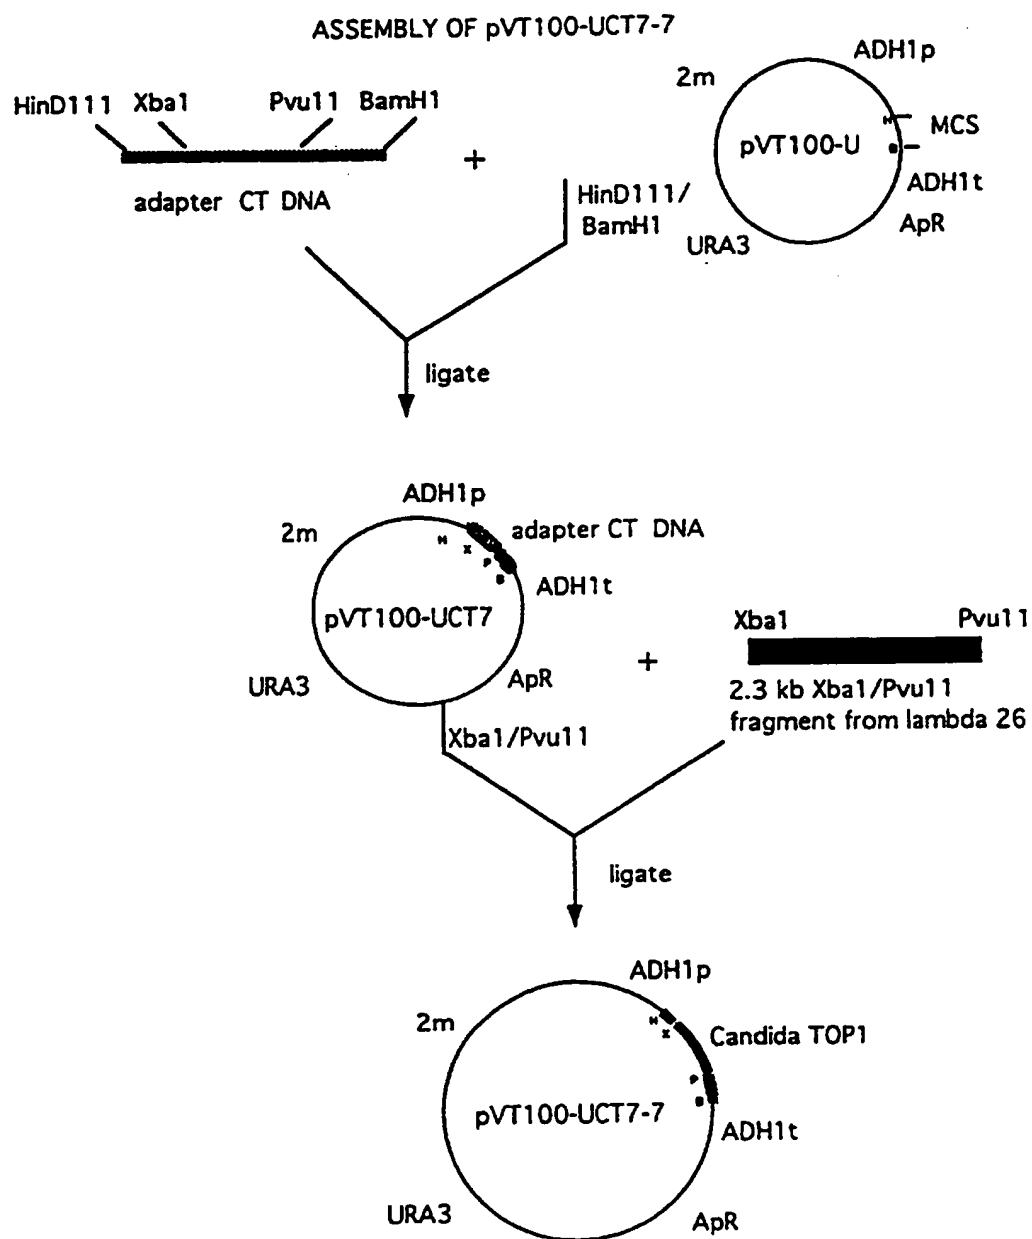 ASSEMBLY OF pVT100-UCT7-7
HinD111 Xba1 Pvu11 BamH1
adapter CT DNA
+
2m
ADH1p
pVT100-U
H
B
MCS
ADH1t
ApR
URA3
HinD111/
BamH1
ligate
ADH1p
2m
adapter CT DNA
H
X
P
B
ADH1t
pVT100-UCT7
URA3
ApR
Xba1/Pvu11
+
Xba1 Pvu11
2.3 kb Xba1/Pvu11
fragment from lambda 26
ligate
ADH1p
2m
H
X
Candida TOP1
P
B
pVT100-UCT7-7
ADH1t
URA3
ApR